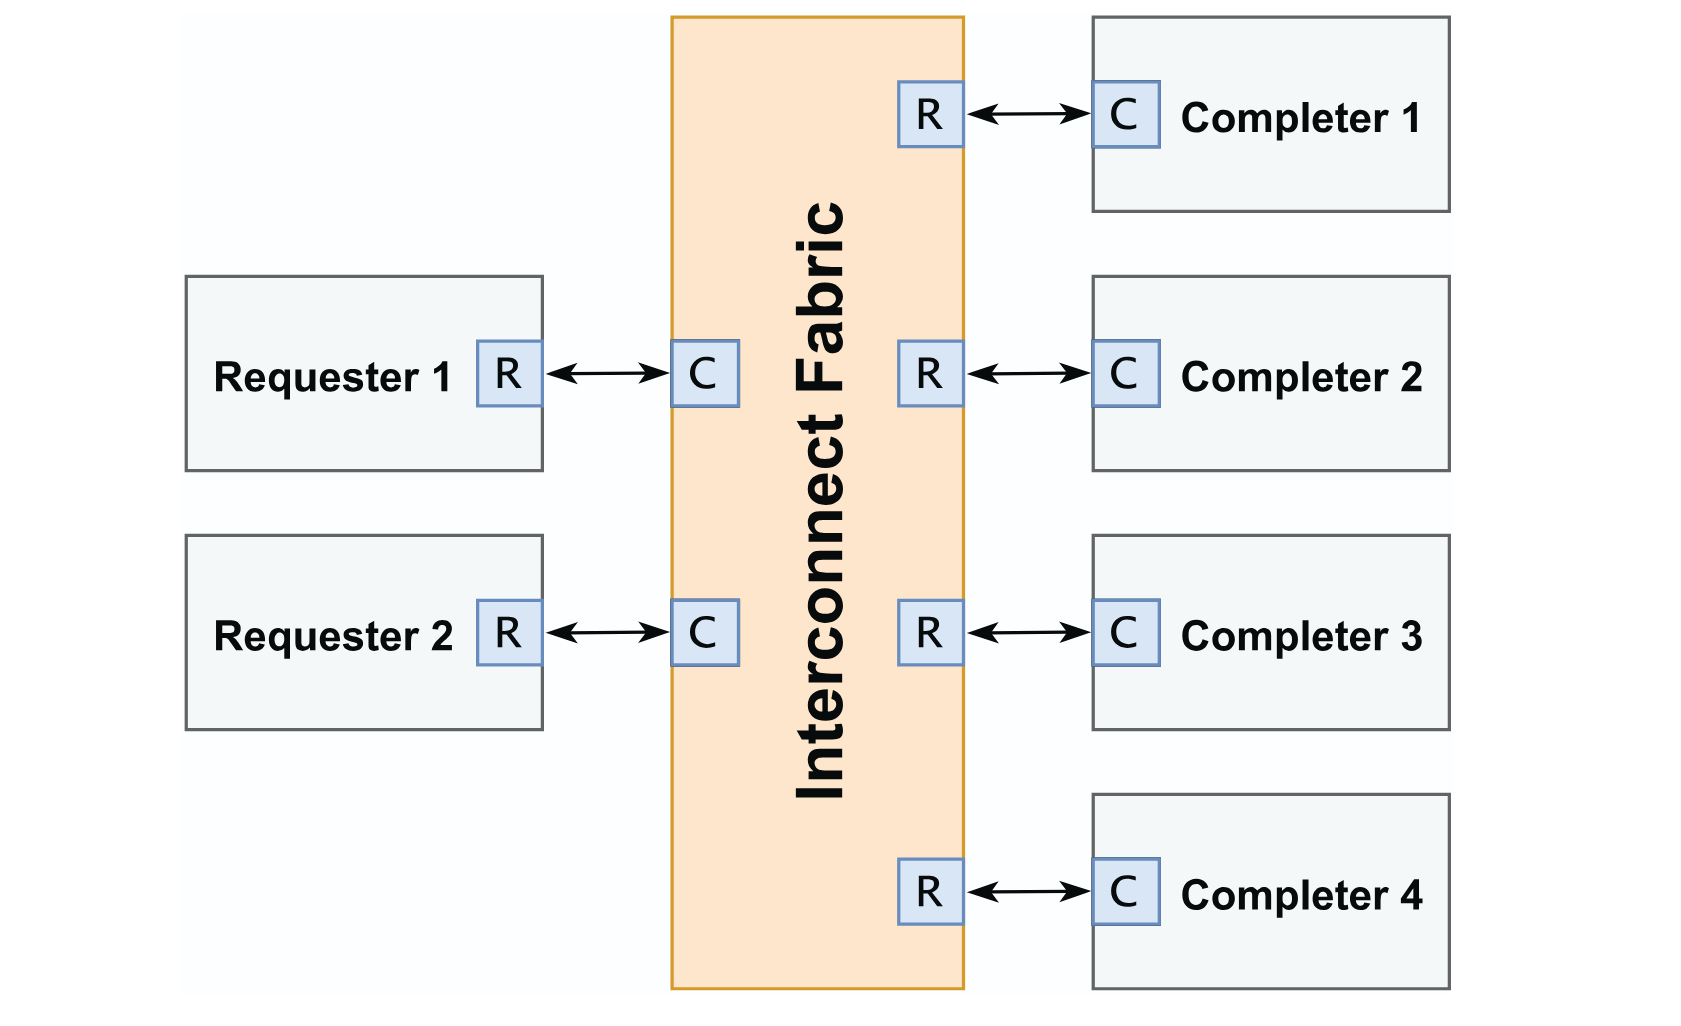 R
C
Completer 1
Interconnect Fabric
Requester 1
R
C
R
C
Completer 2
Requester 2
R
C
R
C
Completer 3
R
C
Completer 4